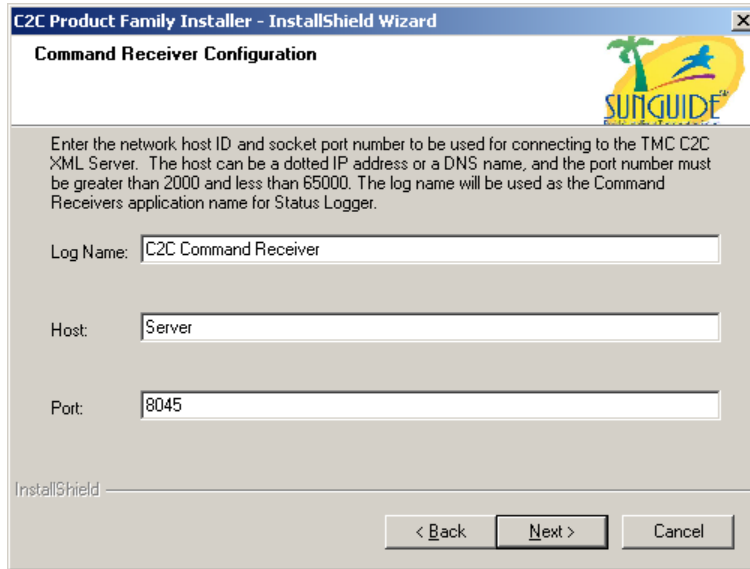 C2C Product Family Installer - InstallShield Wizard
Command Receiver Configuration
SUNGUIDE
Enter the network host ID and socket port number to be used for connecting to the TMC C2C
XML Server. The host can be a dotted IP address or a DNS name, and the port number must
be greater than 2000 and less than 65000. The log name will be used as the Command
Receivers application name for Status Logger.
Log Name: C2C Command Receiver
Host: Server
Port: 8045
InstallShield
< Back Next > Cancel